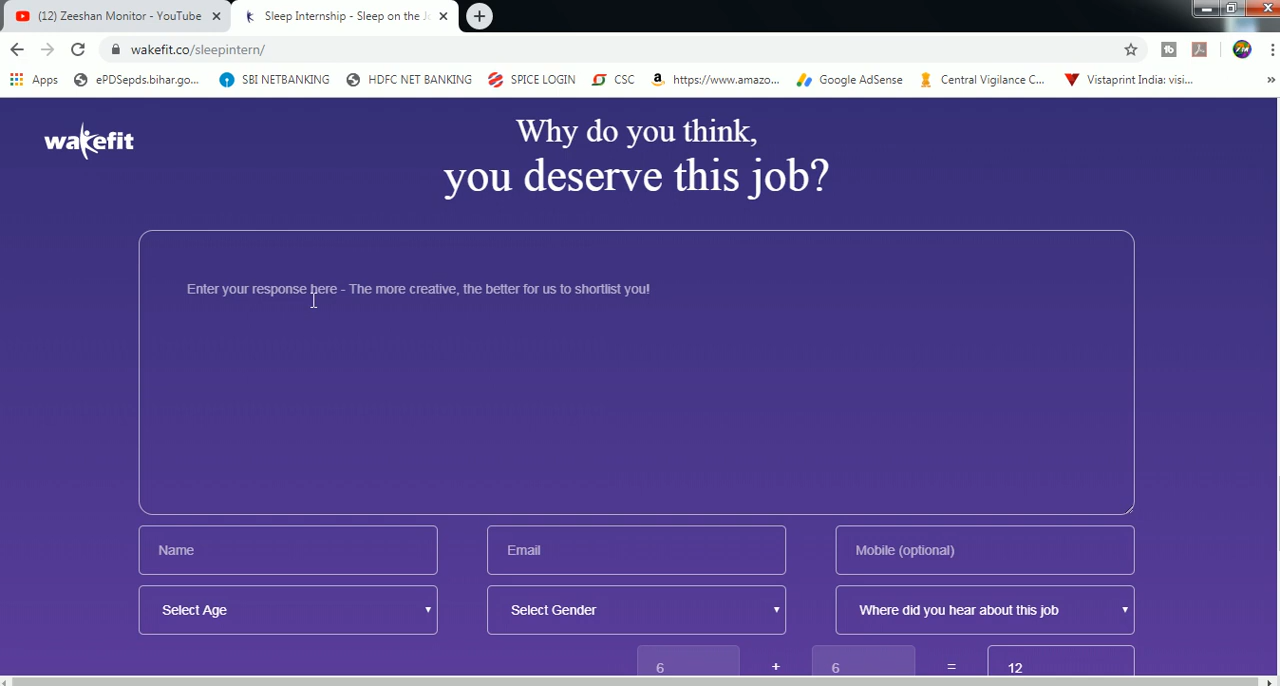 (12) Zeeshan Monitor - YouTube
Sleep Internship - Sleep on the J
wakefit.co/sleepintern/
Apps
ePDSepds.bihar.go...
SBI NETBANKING
HDFC NET BANKING
SPICE LOGIN
CSC
https://www.amazo...
Google AdSense
Central Vigilance C...
Vistaprint India: visi...
»
wakefit
Why do you think,
you deserve this job?
Enter your response here - The more creative, the better for us to shortlist you!
Name
Email
Mobile (optional)
Select Age
Select Gender
Where did you hear about this job
6 + 6 = 12